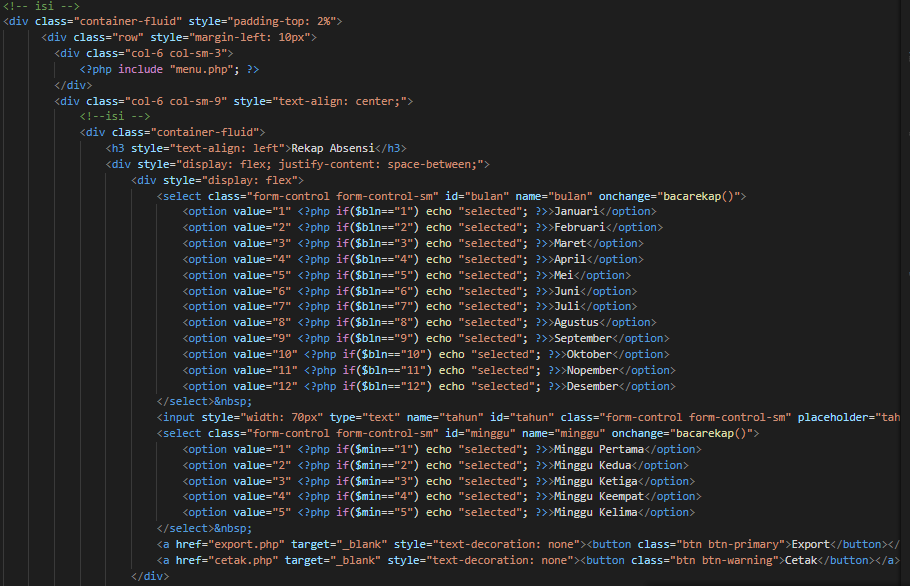 <!-- isi -->
<div class="container-fluid" style="padding-top: 2%">
<div class="row" style="margin-left: 10px">
<div class="col-6 col-sm-3">
<?php include "menu.php"; ?>
</div>
<div class="col-6 col-sm-9" style="text-align: center;">
<!--isi -->
<div class="container-fluid">
<h3 style="text-align: left">Rekap Absensi</h3>
<div style="display: flex; justify-content: space-between;">
<div style="display: flex">
<select class="form-control form-control-sm" id="bulan" name="bulan" onchange="bacarekap()">
<option value="1" <?php if($bln=="1") echo "selected"; ?>>Januari</option>
<option value="2" <?php if($bln=="2") echo "selected"; ?>>Februari</option>
<option value="3" <?php if($bln=="3") echo "selected"; ?>>Maret</option>
<option value="4" <?php if($bln=="4") echo "selected"; ?>>April</option>
<option value="5" <?php if($bln=="5") echo "selected"; ?>>Mei</option>
<option value="6" <?php if($bln=="6") echo "selected"; ?>>Juni</option>
<option value="7" <?php if($bln=="7") echo "selected"; ?>>Juli</option>
<option value="8" <?php if($bln=="8") echo "selected"; ?>>Agustus</option>
<option value="9" <?php if($bln=="9") echo "selected"; ?>>September</option>
<option value="10" <?php if($bln=="10") echo "selected"; ?>>Oktober</option>
<option value="11" <?php if($bln=="11") echo "selected"; ?>>Nopember</option>
<option value="12" <?php if($bln=="12") echo "selected"; ?>>Desember</option>
</select>&nbsp;
<input style="width: 70px" type="text" name="tahun" id="tahun" class="form-control form-control-sm" placeholder="tah
<select class="form-control form-control-sm" id="minggu" name="minggu" onchange="bacarekap()">
<option value="1" <?php if($min=="1") echo "selected"; ?>>Minggu Pertama</option>
<option value="2" <?php if($min=="2") echo "selected"; ?>>Minggu Kedua</option>
<option value="3" <?php if($min=="3") echo "selected"; ?>>Minggu Ketiga</option>
<option value="4" <?php if($min=="4") echo "selected"; ?>>Minggu Keempat</option>
<option value="5" <?php if($min=="5") echo "selected"; ?>>Minggu Kelima</option>
</select>&nbsp;
<a href="export.php" target="_blank" style="text-decoration: none"><button class="btn btn-primary">Export</button></
<a href="cetak.php" target="_blank" style="text-decoration: none"><button class="btn btn-warning">Cetak</button></a>
</div>